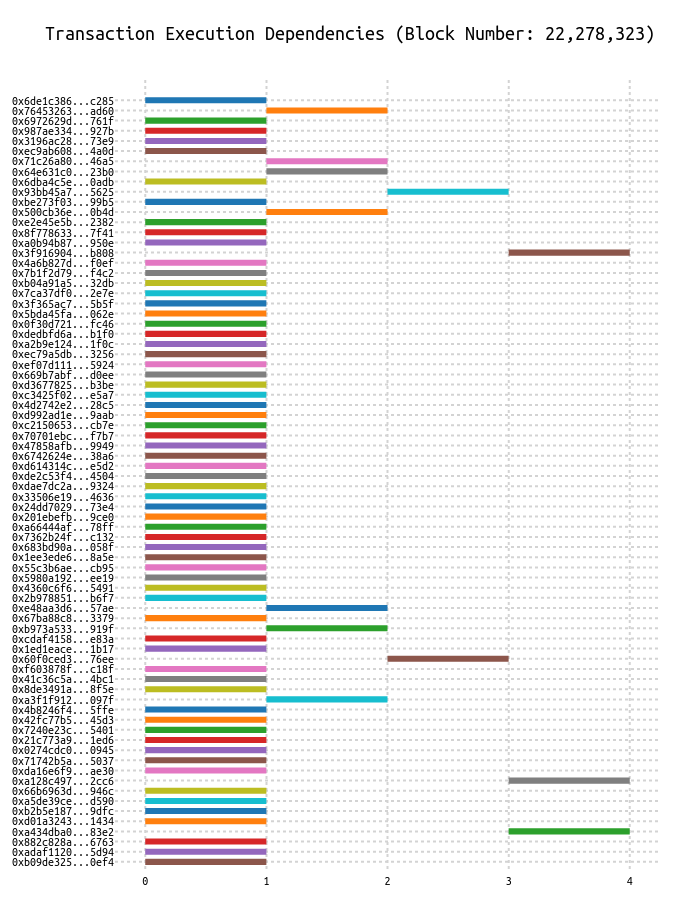 Transaction Execution Dependencies (Block Number: 22,278,323)
0x6de1c386...c285
0x76453263...ad60
0x6972629d...761f
0x987ae334...927b
0x3196ac28...73e9
0xec9ab608...4a0d
0x71c26a80...46a5
0x64e631c0...23b0
0x6dba4c5e...0adb
0x93bb45a7...5625
0xbe273f03...99b5
0x500cb36e...0b4d
0xe2e45e5b...2382
0x8f778633...7f41
0xa0b94b87...950e
0x3f916904...b808
0x4a6b827d...f0ef
0x7b1f2d79...f4c2
0xb04a91a5...32db
0x7ca37df0...2e7e
0x3f365ac7...5b5f
0x5bda45fa...062e
0x0f30d721...fc46
0xdedbfd6a...b1f0
0xa2b9e124...1f0c
0xec79a5db...3256
0xef07d111...5924
0x669b7abf...d0ee
0xd3677825...b3be
0xc3425f02...e5a7
0x4d2742e2...28c5
0xd992ad1e...9aab
0xc2150653...cb7e
0x70701ebc...f7b7
0x47858afb...9949
0x6742624e...38a6
0xd614314c...e5d2
0xde2c53f4...4504
0xdae7dc2a...9324
0x33506e19...4636
0x24dd7029...73e4
0x201ebefb...9ce0
0xa66444af...78ff
0x7362b24f...c132
0x683bd90a...058f
0x1ee3ede6...8a5e
0x55c3b6ae...cb95
0x5980a192...ee19
0x4360c6f6...5491
0x2b978851...b6f7
0xe48aa3d6...57ae
0x67ba88c8...3379
0xb973a533...919f
0xcdaf4158...e83a
0x1ed1eace...1b17
0x60f0ced3...76ee
0xf603878f...c18f
0x41c36c5a...4bc1
0x8de3491a...8f5e
0xa3f1f912...097f
0x4b8246f4...5ffe
0x42fc77b5...45d3
0x7240e23c...5401
0x21c773a9...1ed6
0x0274cdc0...0945
0x71742b5a...5037
0xda16e6f9...ae30
0xa128c497...2cc6
0x66b6963d...946c
0xa5de39ce...d590
0xb2b5e187...9dfc
0xd01a3243...1434
0xa434dba0...83e2
0x882c828a...6763
0xadaf1120...5d94
0xb09de325...0ef4
0 1 2 3 4